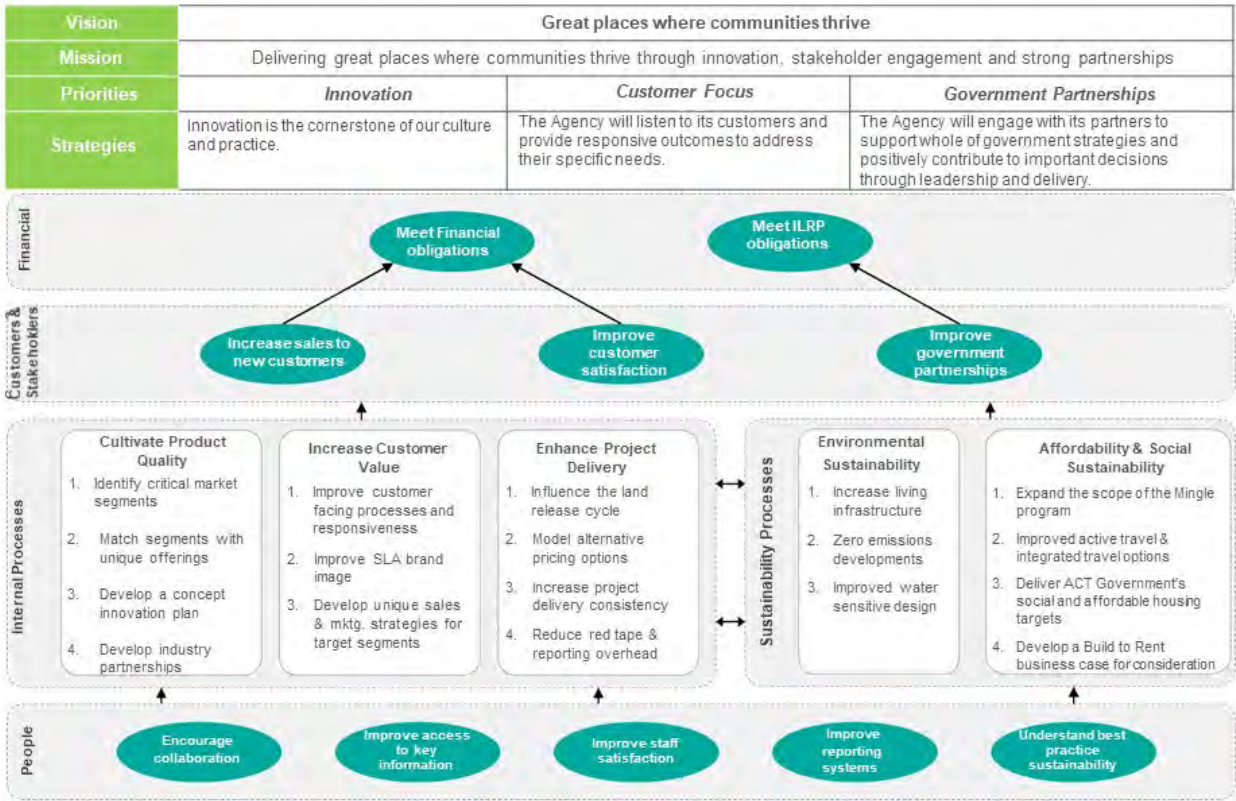 Vision
Great places where communities thrive
Mission
Delivering great places where communities thrive through innovation, stakeholder engagement and strong partnerships
Priorities
Innovation
Customer Focus
Government Partnerships
Strategies
Innovation is the cornerstone of our culture
and practice.
The Agency will listen to its customers and
provide responsive outcomes to address
their specific needs.
The Agency will engage with its partners to
support whole of government strategies and
positively contribute to important decisions
through leadership and delivery.
Financial
Meet Financial
obligations
Meet ILRP
obligations
Customers &
Stakeholders
Increase sales to
new customers
Improve
customer
satisfaction
Improve
government
partnerships
Internal Processes
Cultivate Product
Quality
1. Identify critical market
segments
2. Match segments with
unique offerings
3. Develop a concept
innovation plan
4. Develop industry
partnerships
Increase Customer
Value
1. Improve customer
facing processes and
responsiveness
2. Improve SLA brand
image
3. Develop unique sales
& mktg. strategies for
target segments
Enhance Project
Delivery
1. Influence the land
release cycle
2. Model alternative
pricing options
3. Increase project
delivery consistency
4. Reduce red tape &
reporting overhead
Sustainability Processes
Environmental
Sustainability
1. Increase living
infrastructure
2. Zero emissions
developments
3. Improved water
sensitive design
Affordability & Social
Sustainability
1. Expand the scope of the Mingle
program
2. Improved active travel &
integrated travel options
3. Deliver ACT Government's
social and affordable housing
targets
4. Develop a Build to Rent
business case for consideration
People
Encourage
collaboration
Improve access
to key
information
Improve staff
satisfaction
Improve
reporting
systems
Understand best
practice
sustainability